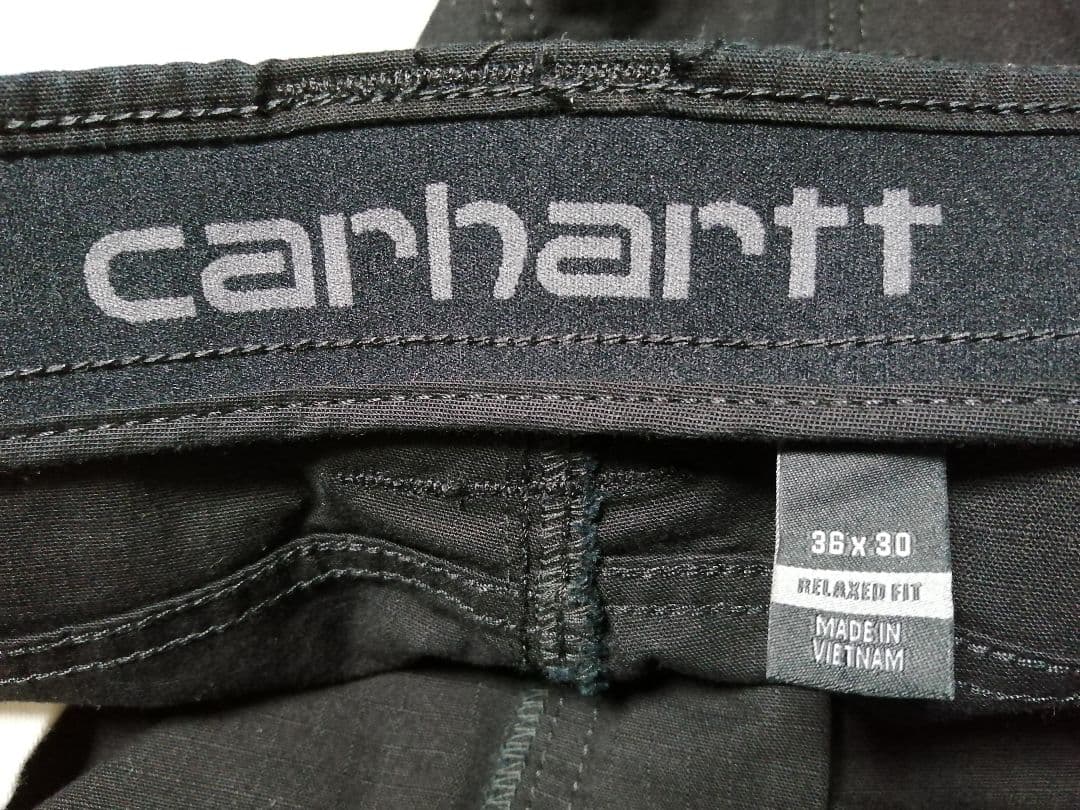 carhartt
36 x 30
RELAXED FIT
MADE IN
VIETNAM